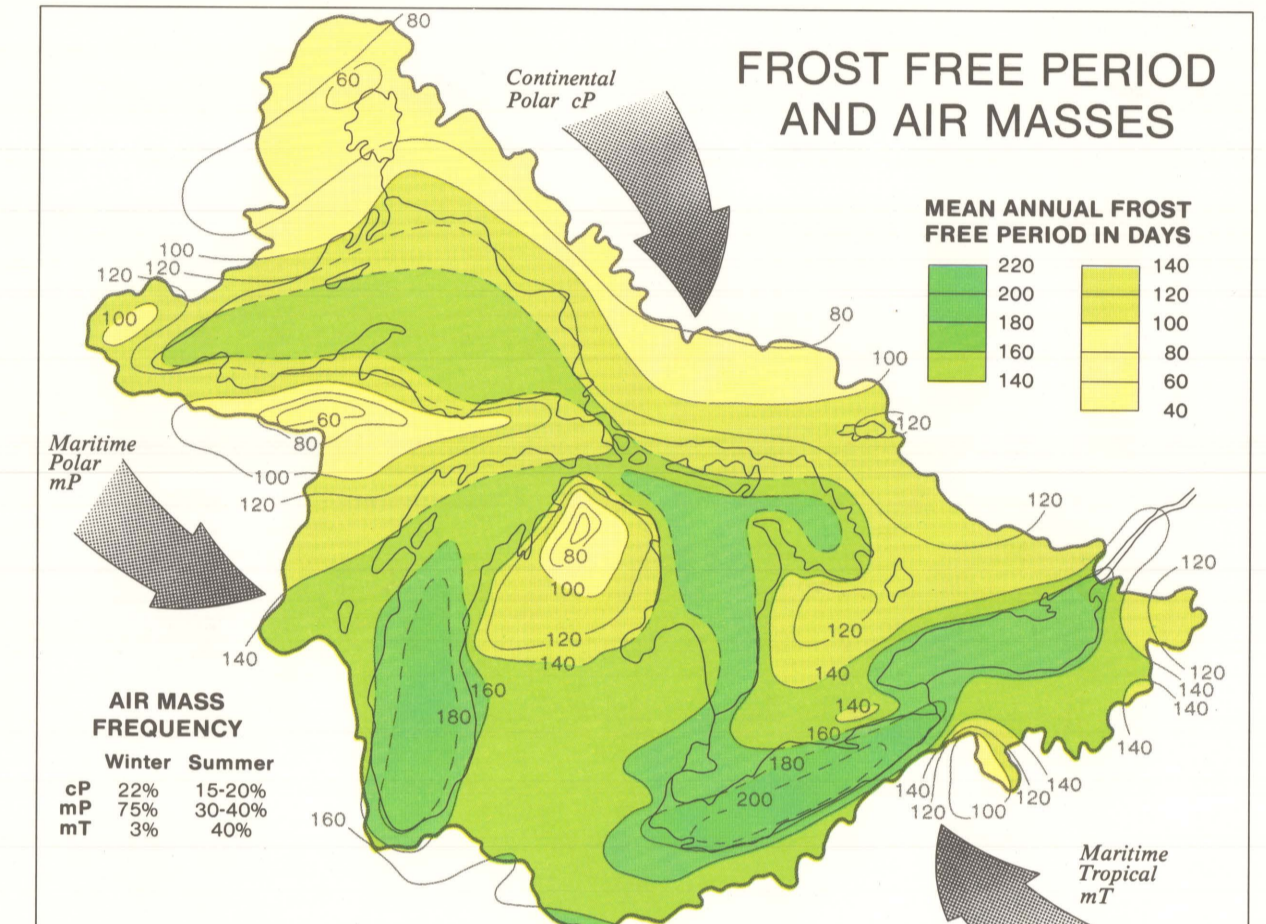 FROST FREE PERIOD
AND AIR MASSES
80
60
Continental
Polar cP
MEAN ANNUAL FROST
FREE PERIOD IN DAYS
220 140
200 120
180 100
160 80
140 60
40
100
120
120
100
80
100
120
60
80
100
120
Maritime
Polar
mP
120
80
100
120
140
120
120
140
140
120
140
140
140
140
160
180
160
180
200
140
160
140
120
100
120
140
AIR MASS
FREQUENCY
Winter Summer
cP 22% 15-20%
mP 75% 30-40%
mT 3% 40%
160
Maritime
Tropical
mT